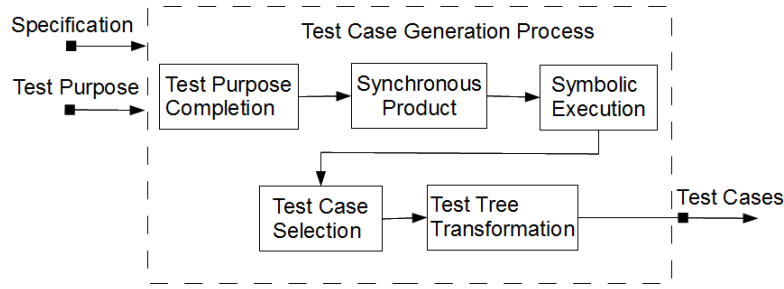 Specification
Test Case Generation Process
Test Purpose
Test Purpose
Completion
Synchronous
Product
Symbolic
Execution
Test Case
Selection
Test Tree
Transformation
Test Cases